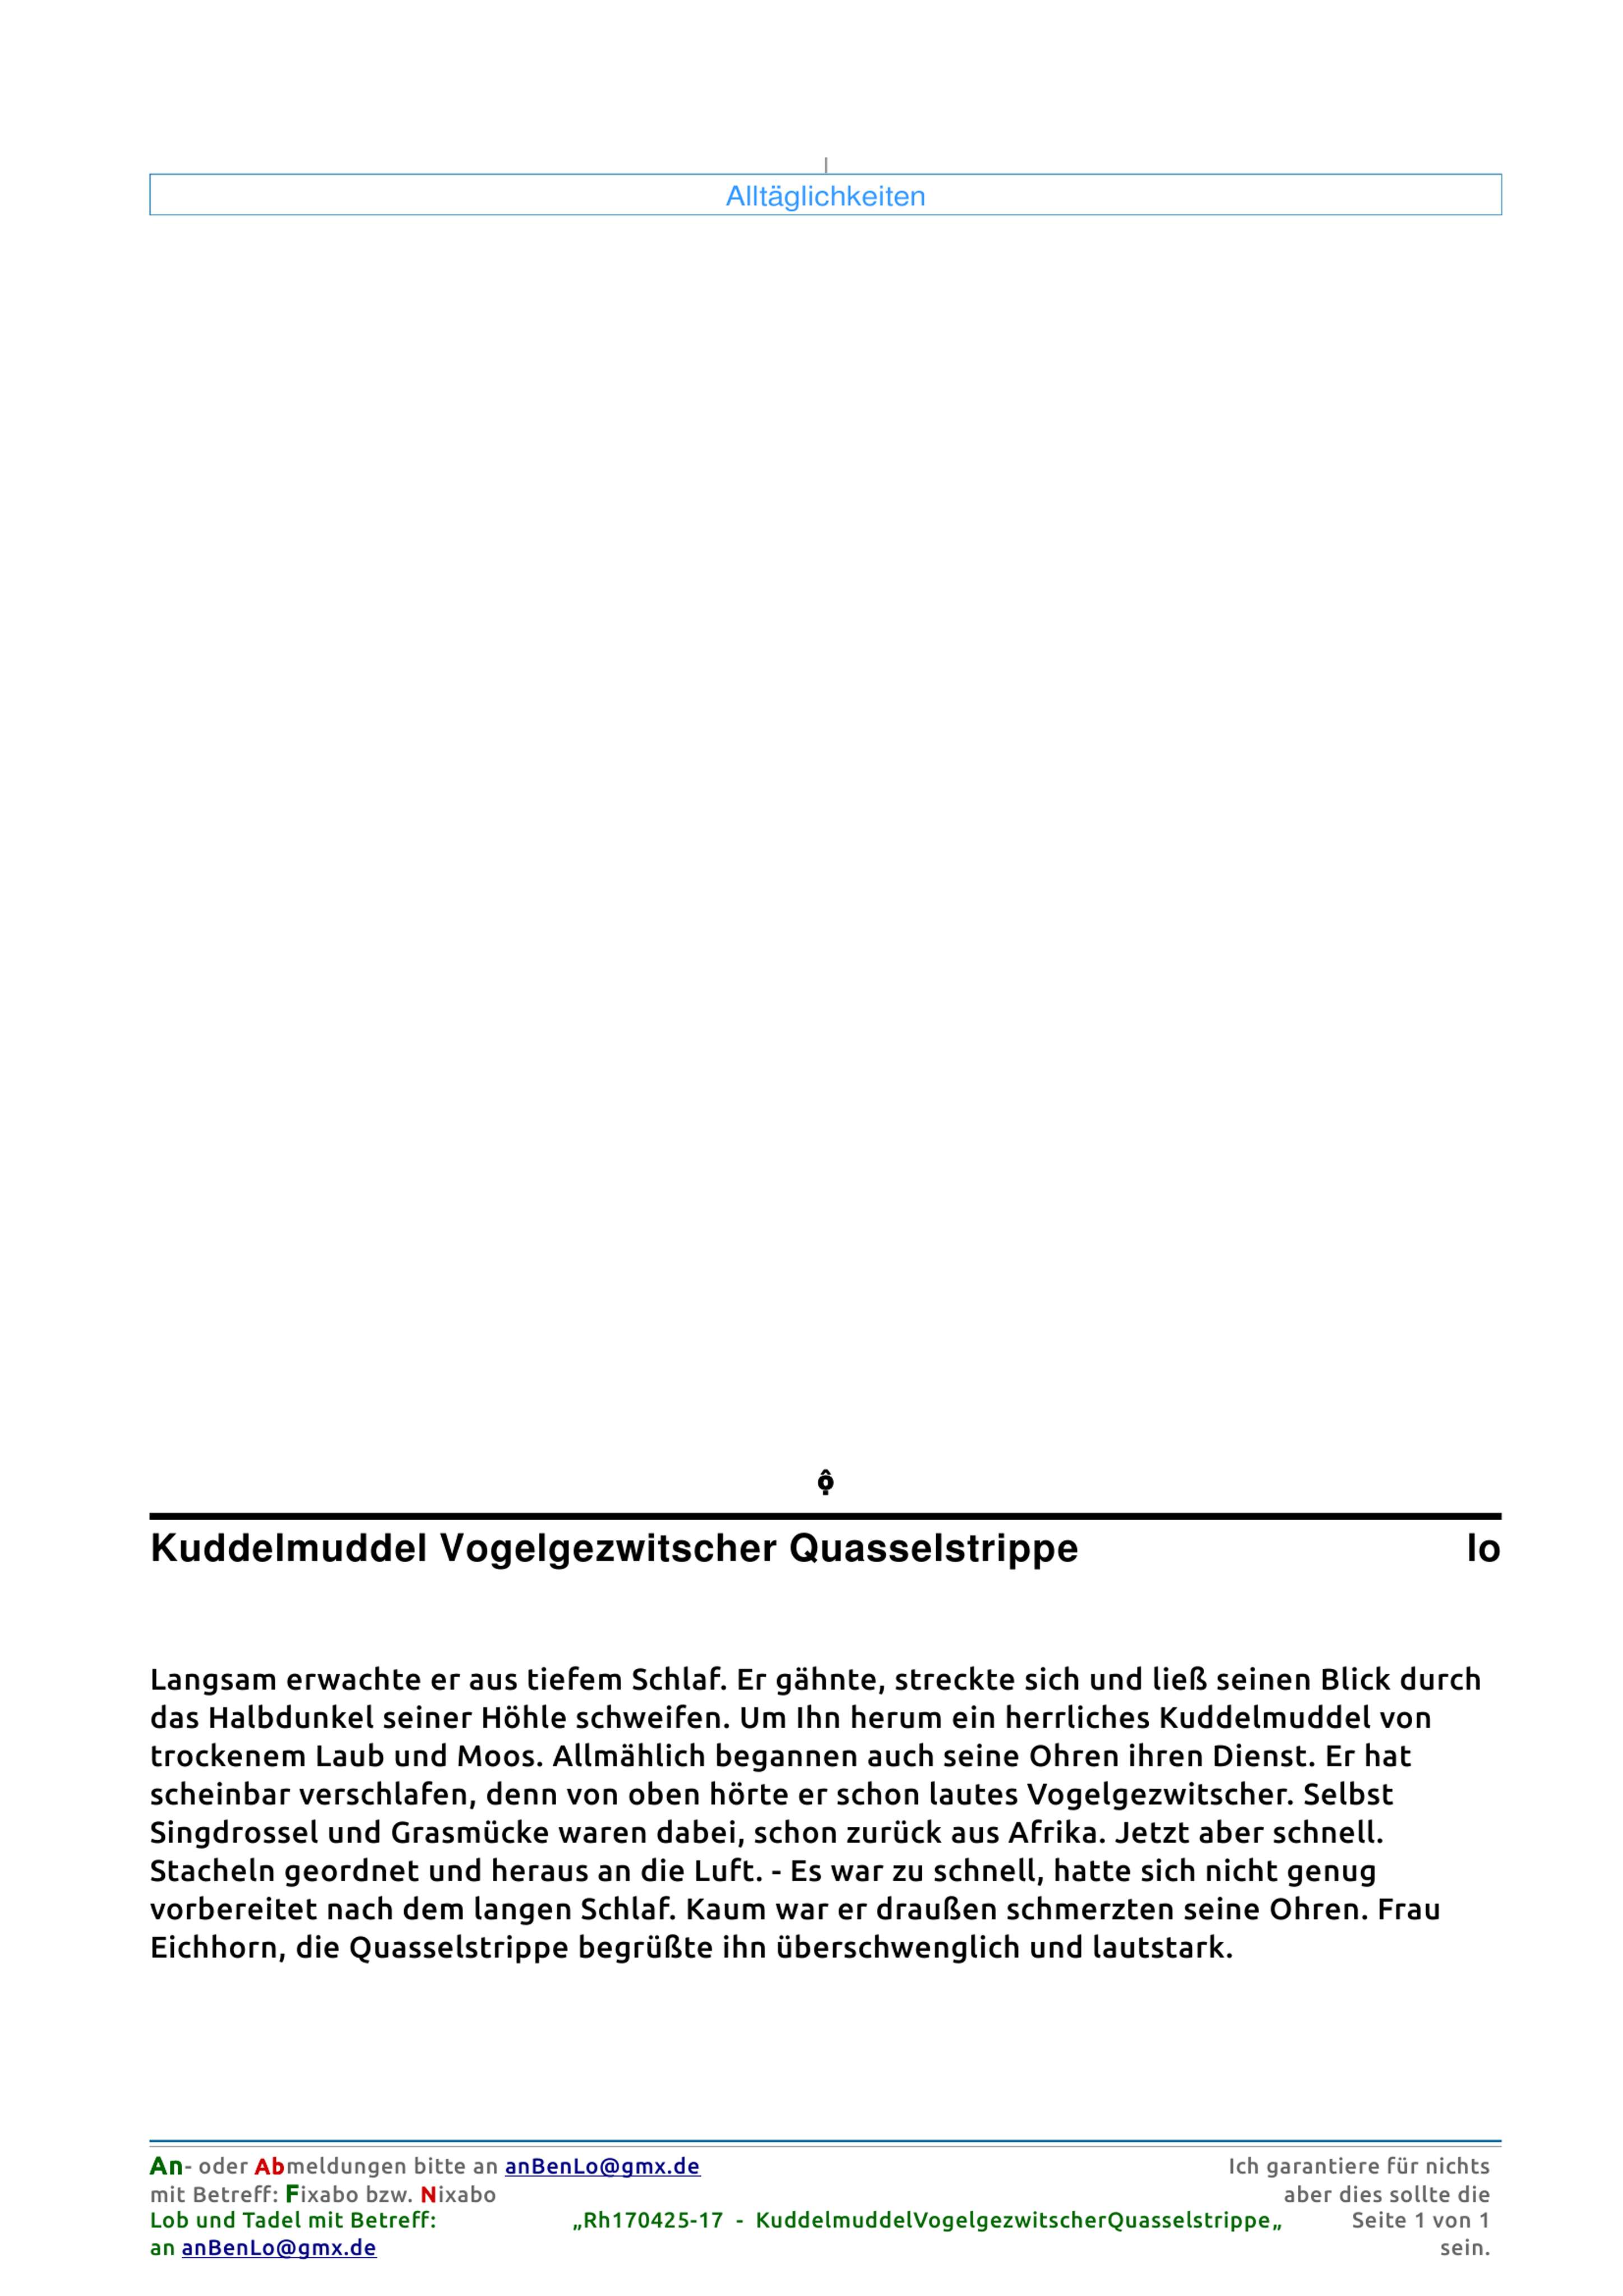 Alltäglichkeiten
Kuddelmuddel Vogelgezwitscher Quasselstrippe lo
Langsam erwachte er aus tiefem Schlaf. Er gähnte, streckte sich und ließ seinen Blick durch
das Halbdunkel seiner Höhle schweifen. Um Ihn herum ein herrliches Kuddelmuddel von
trockenem Laub und Moos. Allmählich begannen auch seine Ohren ihren Dienst. Er hat
scheinbar verschlafen, denn von oben hörte er schon lautes Vogelgezwitscher. Selbst
Singdrossel und Grasmücke waren dabei, schon zurück aus Afrika. Jetzt aber schnell.
Stacheln geordnet und heraus an die Luft. - Es war zu schnell, hatte sich nicht genug
vorbereitet nach dem langen Schlaf. Kaum war er draußen schmerzten seine Ohren. Frau
Eichhorn, die Quasselstrippe begrüßte ihn überschwenglich und lautstark.
An- oder Abmeldungen bitte an anBenLo@gmx.de Ich garantiere für nichts
mit Betreff: Fixabo bzw. Nixabo aber dies sollte die
Lob und Tadel mit Betreff: „Rh170425-17 - KuddelmuddelVogelgezwitscherQuasselstrippe„ Seite 1 von 1
an anBenLo@gmx.de sein.